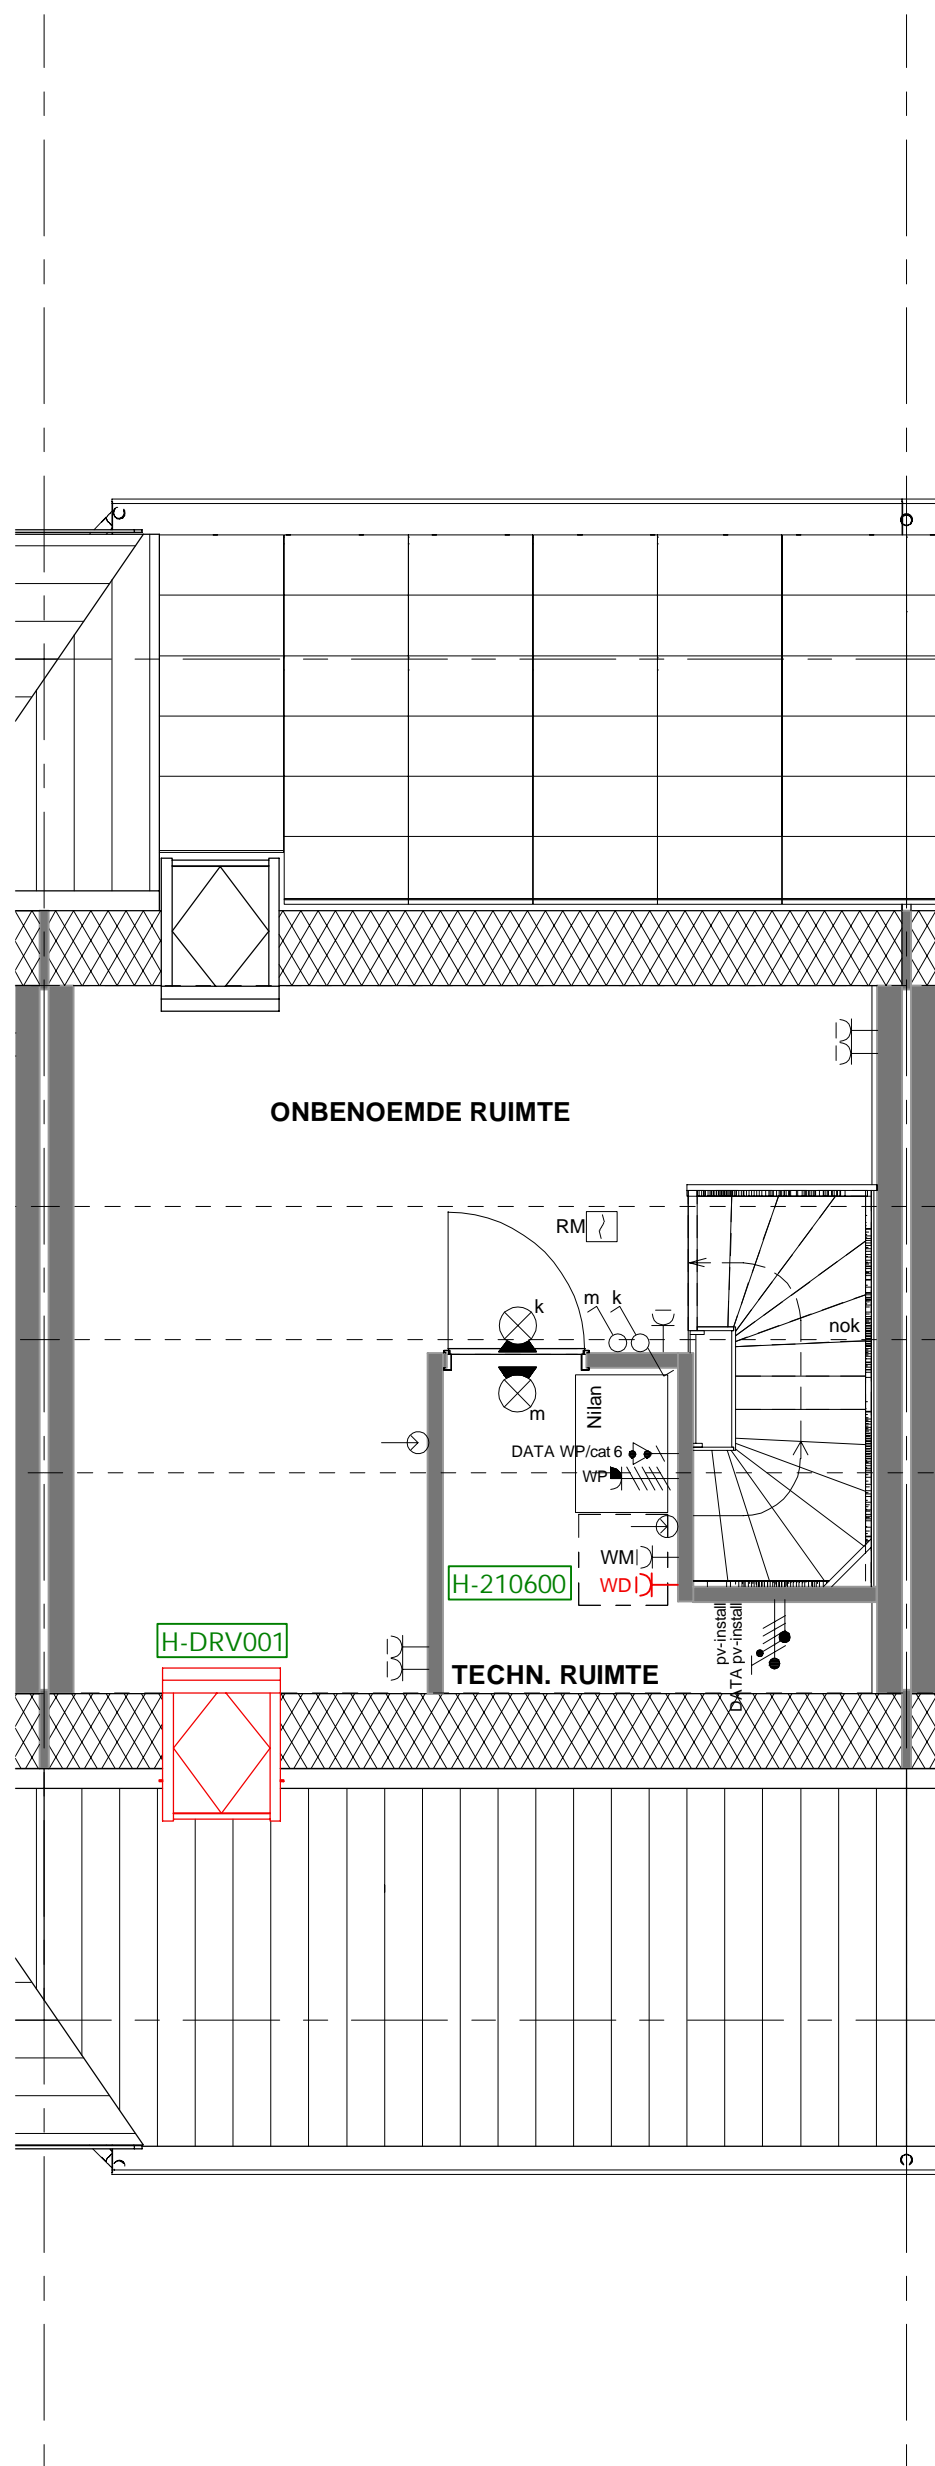 ONBENOEMDE RUIMTE
RM
k
m k
nok
m
Nilan
DATA WP/cat 6
WP
WM
H-210600
WD
H-DRV001
TECHN. RUIMTE
pv-install
DATA pv-install